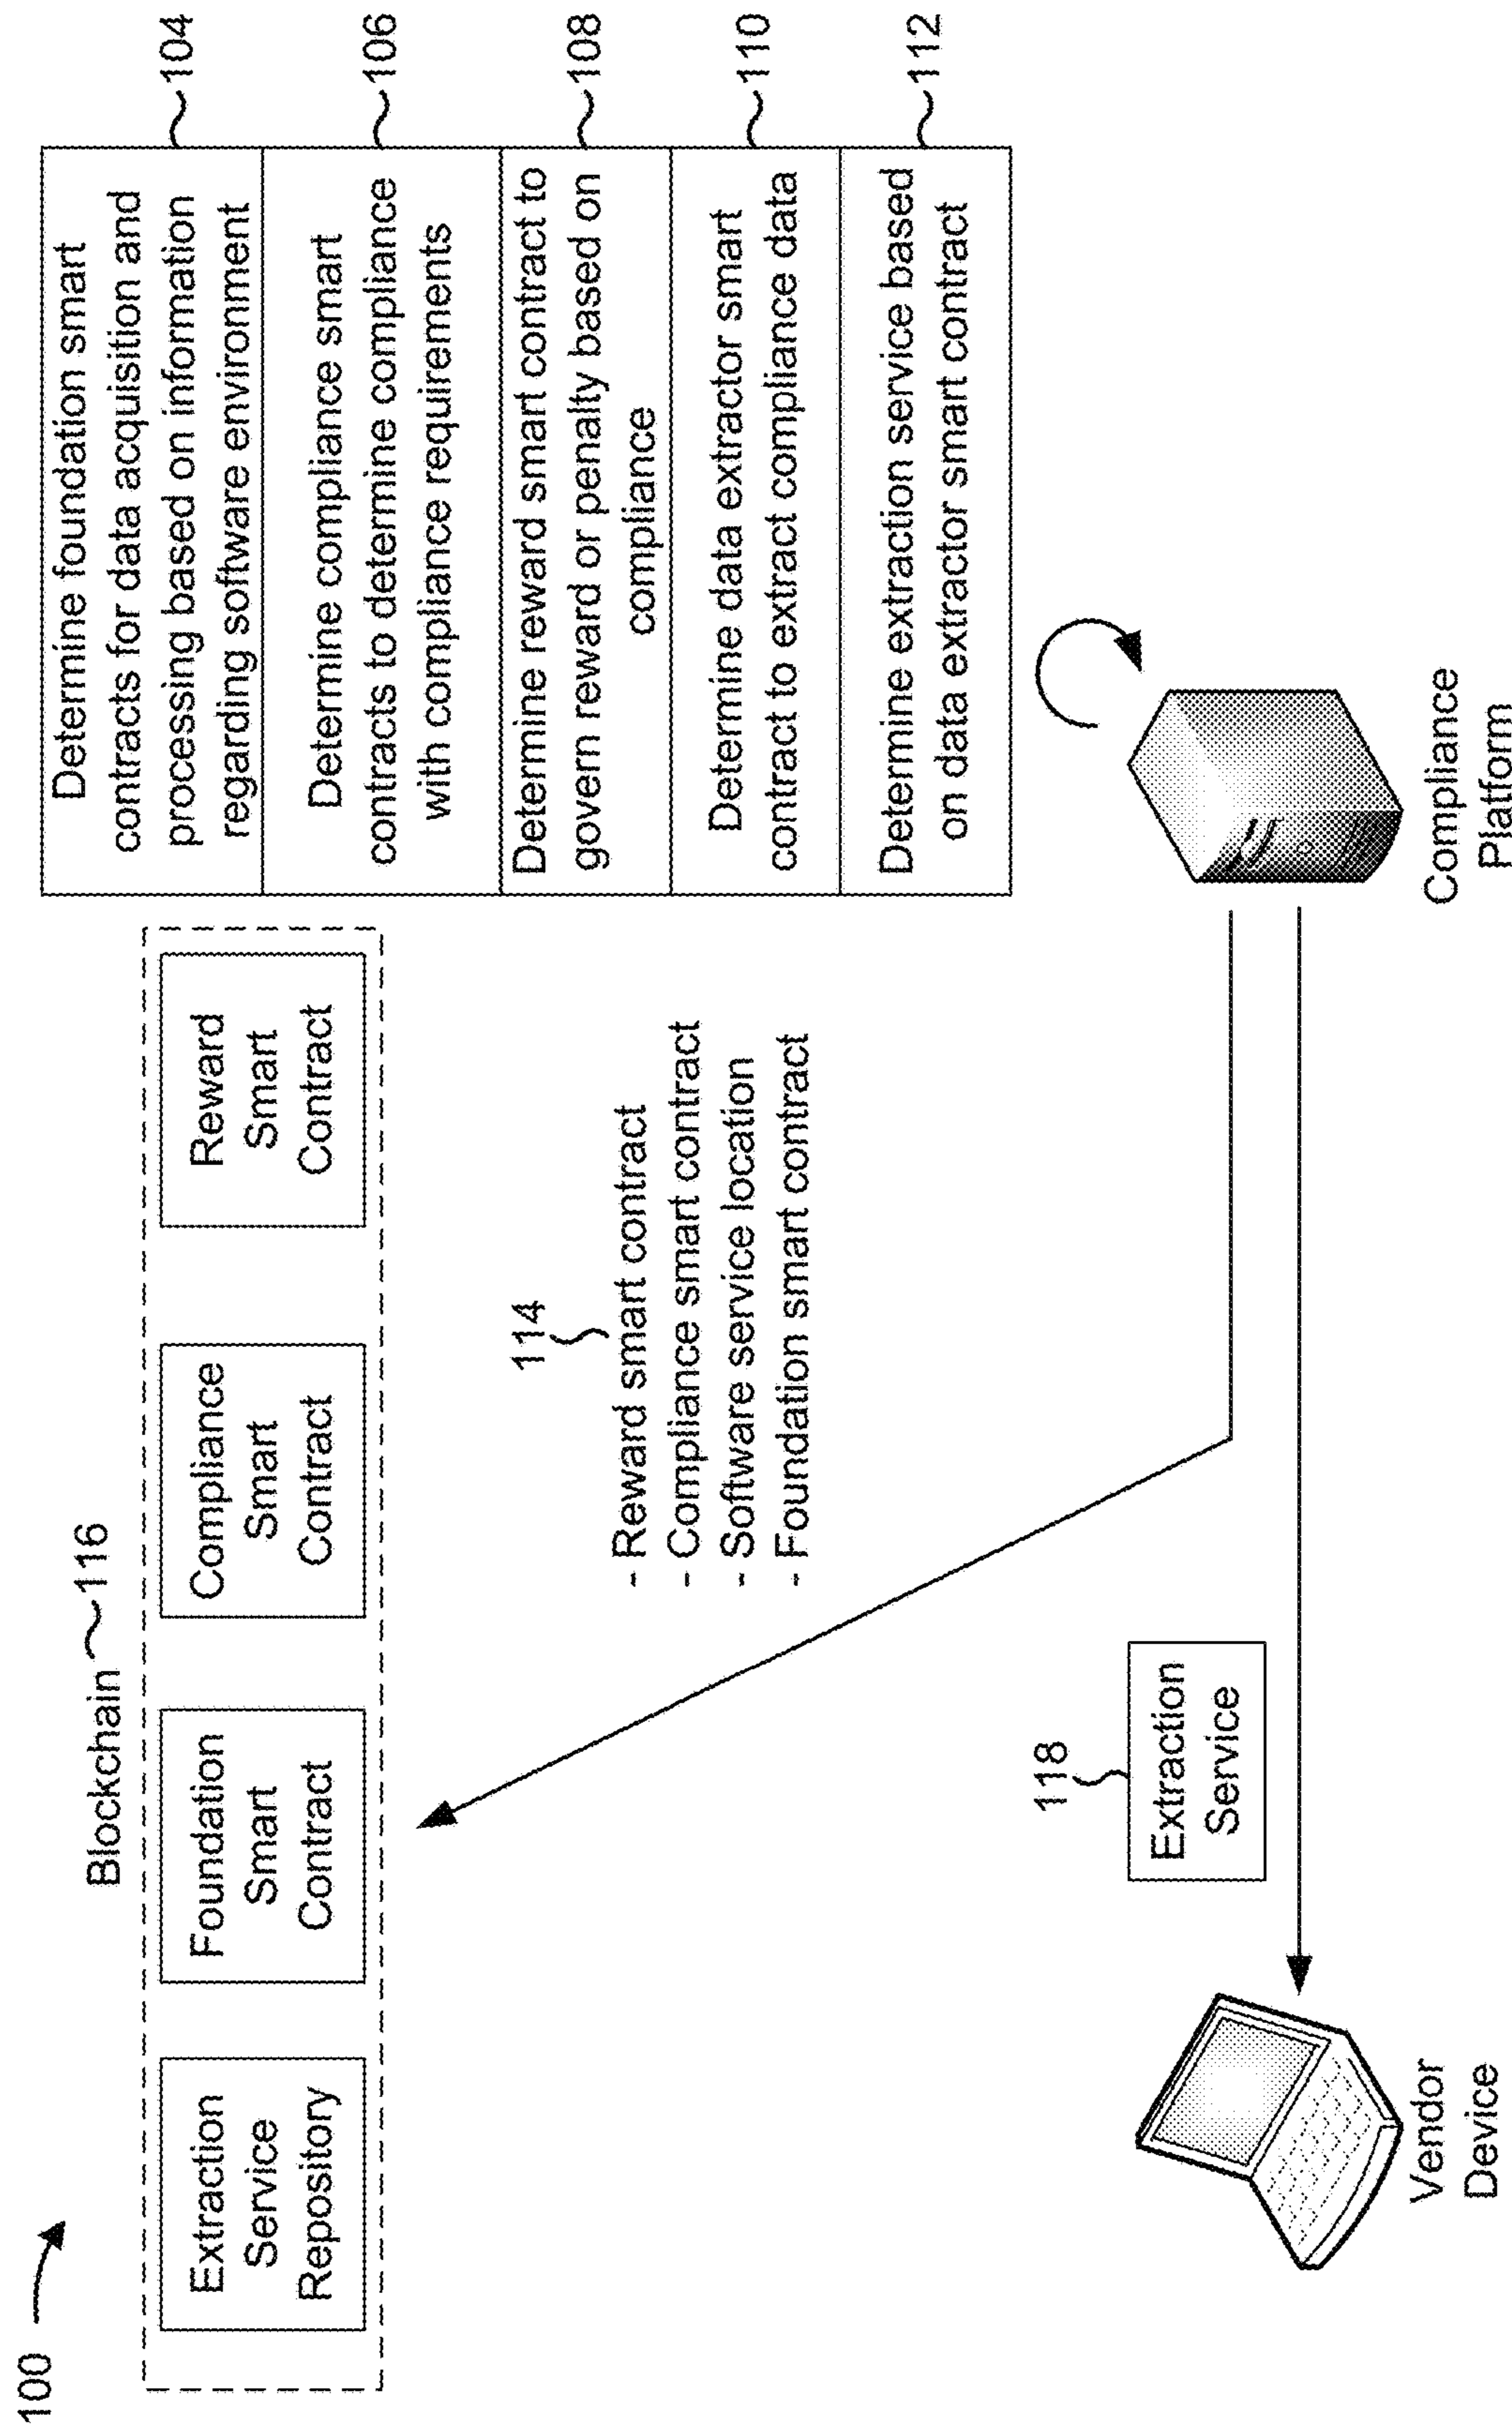 100
Blockchain 116
Extraction
Service
Repository
Foundation
Smart
Contract
Compliance
Smart
Contract
Reward
Smart
Contract
Determine foundation smart
contracts for data acquisition and
processing based on information
regarding software environment
104
Determine compliance smart
contracts to determine compliance
with compliance requirements
106
Determine reward smart contract to
govern reward or penalty based on
compliance
108
Determine data extractor smart
contract to extract compliance data
110
Determine extraction service based
on data extractor smart contract
112
114
- Reward smart contract
- Compliance smart contract
- Software service location
- Foundation smart contract
118
Extraction
Service
Vendor
Device
Compliance
Platform